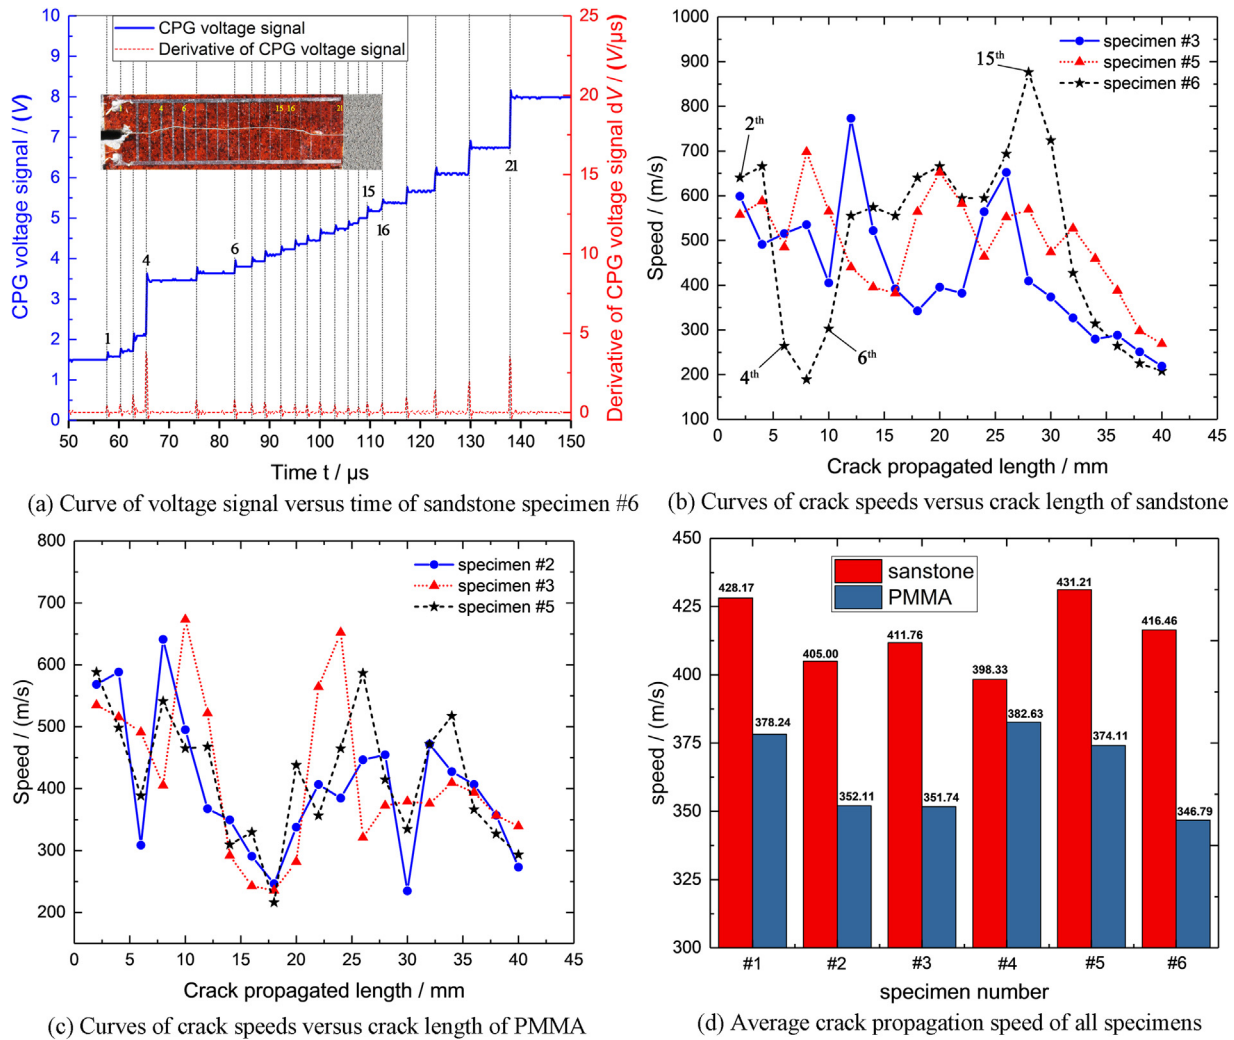 CPG voltage signal
Derivative of CPG voltage signal
CPG voltage signal / (V)
10
9
8
7
6
5
4
3
2
1
0
25
20
15
10
5
0
Derivative of CPG voltage signal dV / (V/μs)
1
4
6
15
16
21
4
6
15 16
21
50 60 70 80 90 100 110 120 130 140 150
Time t / μs
(a) Curve of voltage signal versus time of sandstone specimen #6
Speed / (m/s)
1000
900
800
700
600
500
400
300
200
100
specimen #3
specimen #5
specimen #6
2th
4th
6th
15th
0 5 10 15 20 25 30 35 40 45
Crack propagated length / mm
(b) Curves of crack speeds versus crack length of sandstone
Speed / (m/s)
800
700
600
500
400
300
200
specimen #2
specimen #3
specimen #5
0 5 10 15 20 25 30 35 40 45
Crack propagated length / mm
(c) Curves of crack speeds versus crack length of PMMA
speed / (m/s)
450
425
400
375
350
325
300
sanstone
PMMA
428.17
378.24
405.00
352.11
411.76
351.74
398.33
382.63
431.21
374.11
416.46
346.79
#1 #2 #3 #4 #5 #6
specimen number
(d) Average crack propagation speed of all specimens